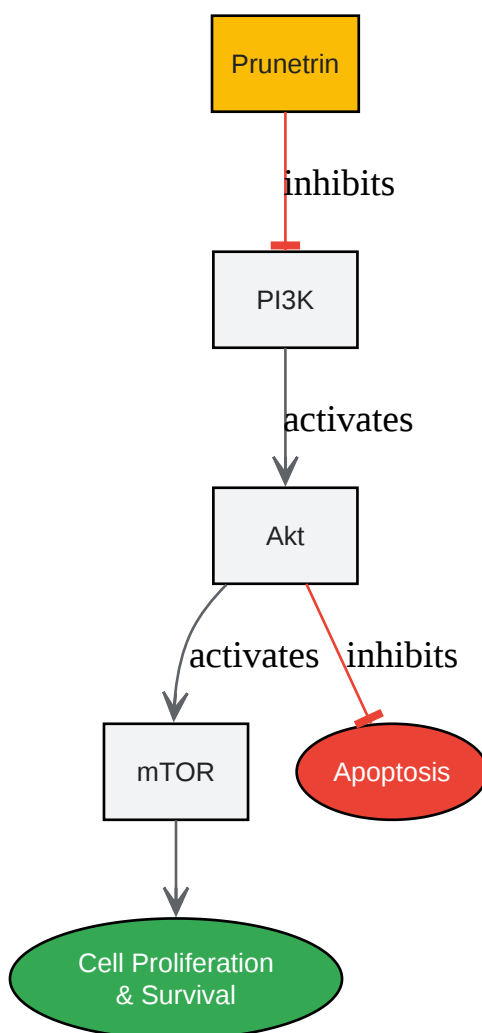 Prunetrin
inhibits
PI3K
activates
Akt
activates
inhibits
mTOR
Apoptosis
Cell Proliferation
& Survival